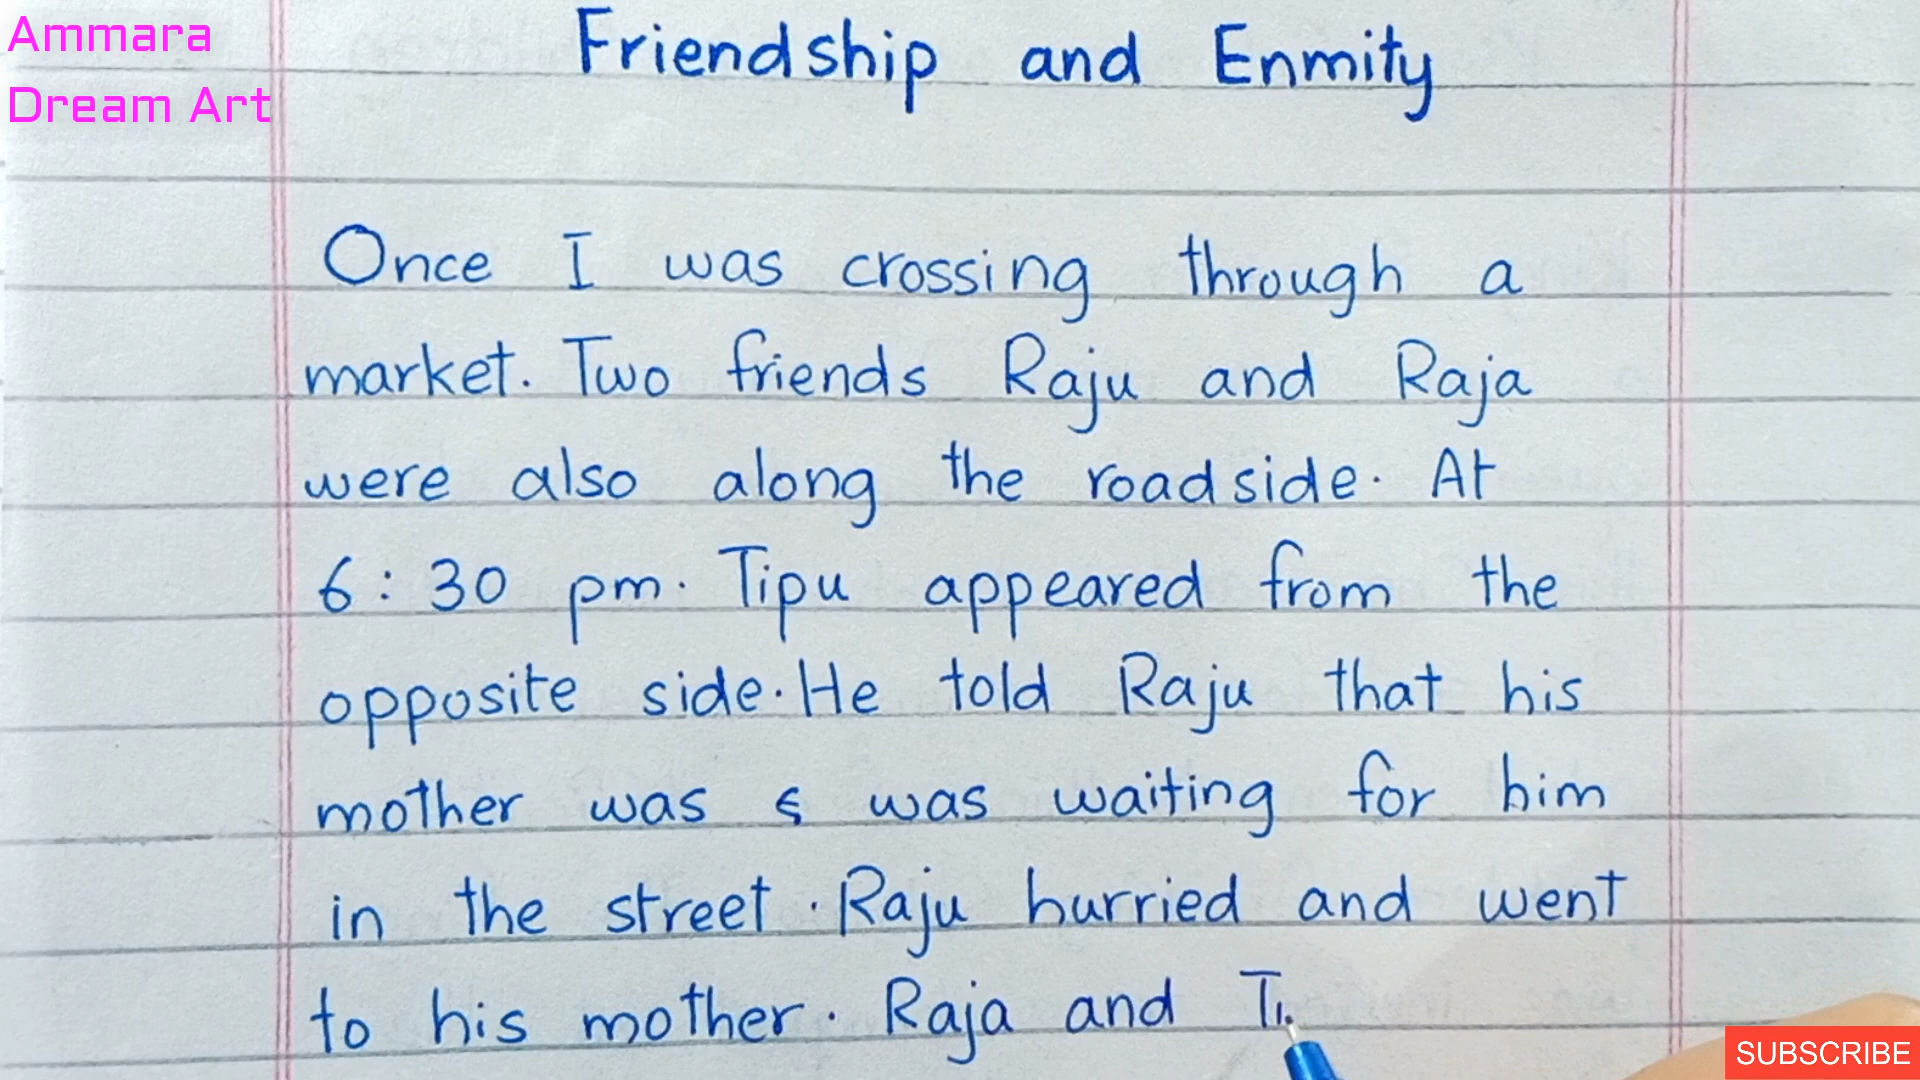 Ammara
Dream Art
Friendship and Enmity
Once I was crossing through a
market. Two friends Raju and Raja
were also along the roadside. At
6:30 pm. Tipu appeared from the
opposite side. He told Raju that his
mother was was waiting for him
in the street. Raju hurried and went
to his mother. Raja and
SUBSCRIBE